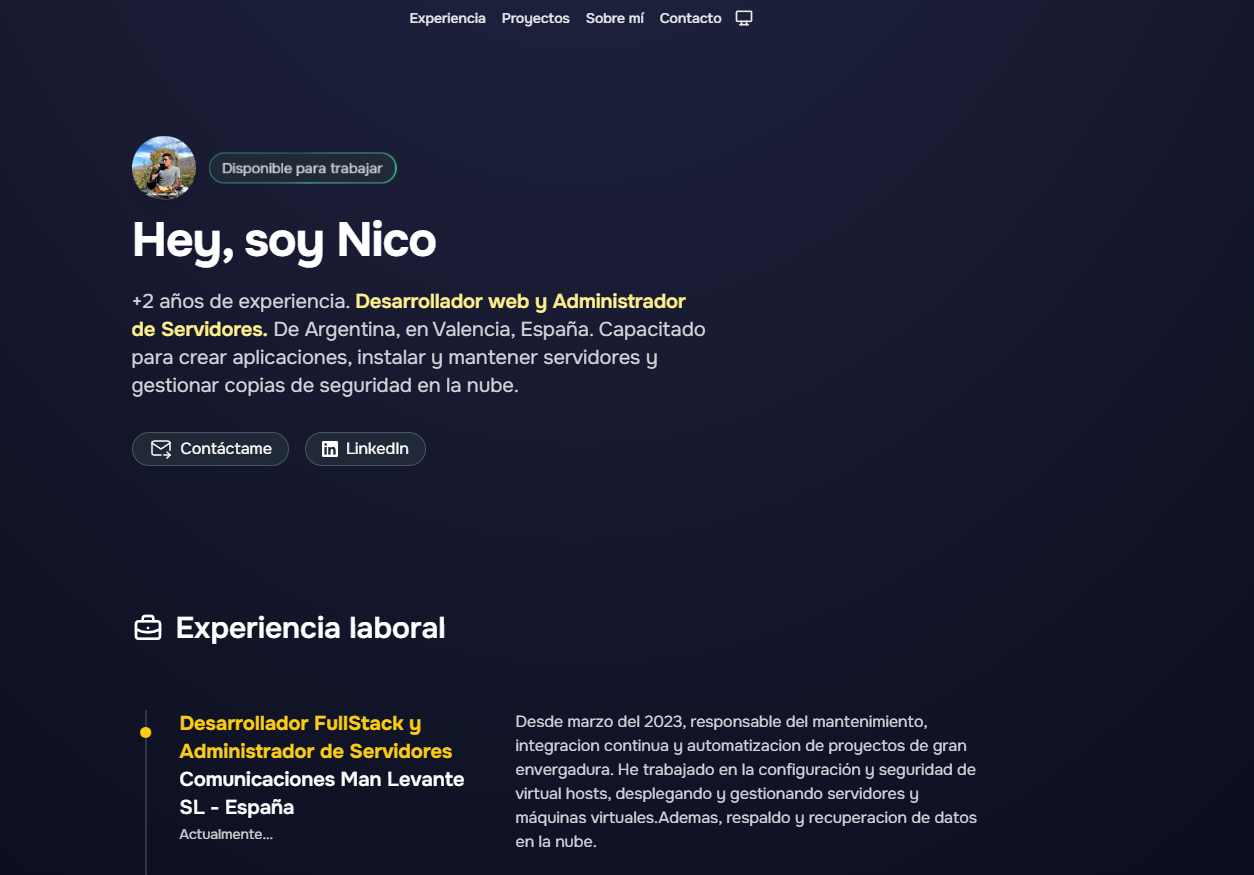 Experiencia Proyectos Sobre mí Contacto
Disponible para trabajar
Hey, soy Nico
+2 años de experiencia. Desarrollador web y Administrador
de Servidores. De Argentina, en Valencia, España. Capacitado
para crear aplicaciones, instalar y mantener servidores y
gestionar copias de seguridad en la nube.
Contáctame LinkedIn
Experiencia laboral
Desarrollador FullStack y
Administrador de Servidores
Comunicaciones Man Levante
SL - España
Actualmente...
Desde marzo del 2023, responsable del mantenimiento,
integracion continua y automatizacion de proyectos de gran
envergadura. He trabajado en la configuración y seguridad de
virtual hosts, desplegando y gestionando servidores y
máquinas virtuales.Ademas, respaldo y recuperacion de datos
en la nube.